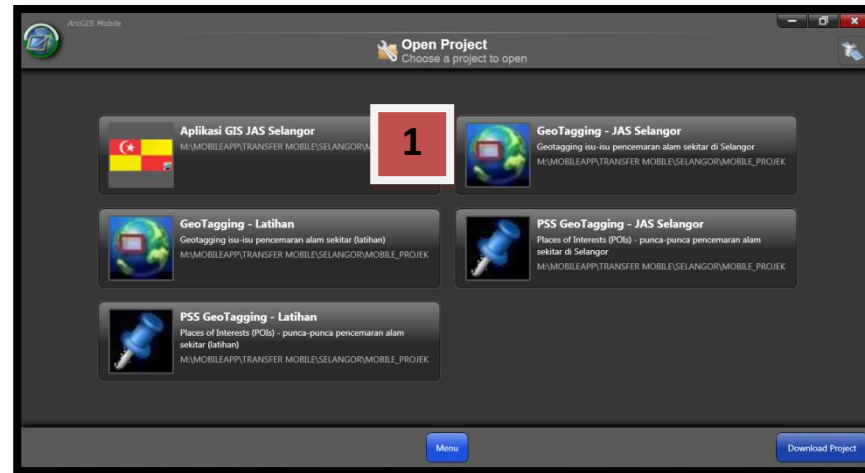 ArcGIS Mobile
Open Project
Choose a project to open
Aplikasi GIS JAS Selangor
M:\MOBILEAPP\TRANSFER MOBILE\SELANGOR\M
1
GeoTagging - JAS Selangor
Geotagging isu-isu pencemaran alam sekitar di Selangor
M:\MOBILEAPP\TRANSFER MOBILE\SELANGOR\MOBILE_PROJEK
GeoTagging - Latihan
Geotagging isu-isu pencemaran alam sekitar (latihan)
M:\MOBILEAPP\TRANSFER MOBILE\SELANGOR\MOBILE_PROJEK
PSS GeoTagging - JAS Selangor
Places of Interests (POIs) - punca-punca pencemaran alam
sekitar di Selangor
M:\MOBILEAPP\TRANSFER MOBILE\SELANGOR\MOBILE_PROJEK
PSS GeoTagging - Latihan
Places of Interests (POIs) - punca-punca pencemaran alam
sekitar (latihan)
M:\MOBILEAPP\TRANSFER MOBILE\SELANGOR\MOBILE_PROJEK
Menu
Download Project